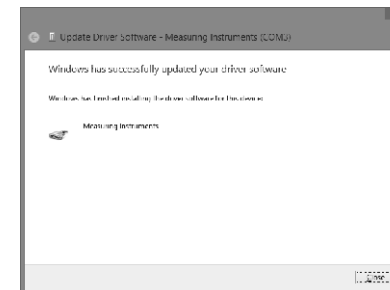 Update Driver Software - Measuring Instruments (COM3)
Windows has successfully updated your driver software
Windows has finished installing the driver software for this device:
Measuring Instruments
Close